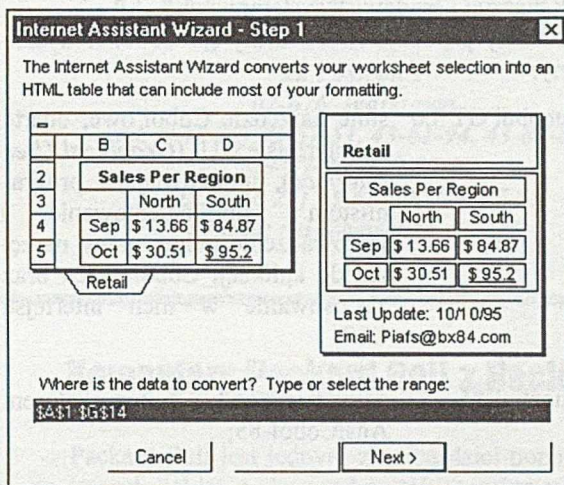 Internet Assistant Wizard - Step 1
The Internet Assistant Wizard converts your worksheet selection into an
HTML table that can include most of your formatting.
B C D
2 Sales Per Region
3 North South
4 Sep $ 13.66 $ 84.87
5 Oct $ 30.51 $ 95.2
Retail
Retail
Sales Per Region
North South
Sep $ 13.66 $ 84.87
Oct $ 30.51 $ 95.2
Last Update: 10/10/95
Email: Piafs@bx84.com
Where is the data to convert? Type or select the range:
$A$1:$G$14
Cancel Next >